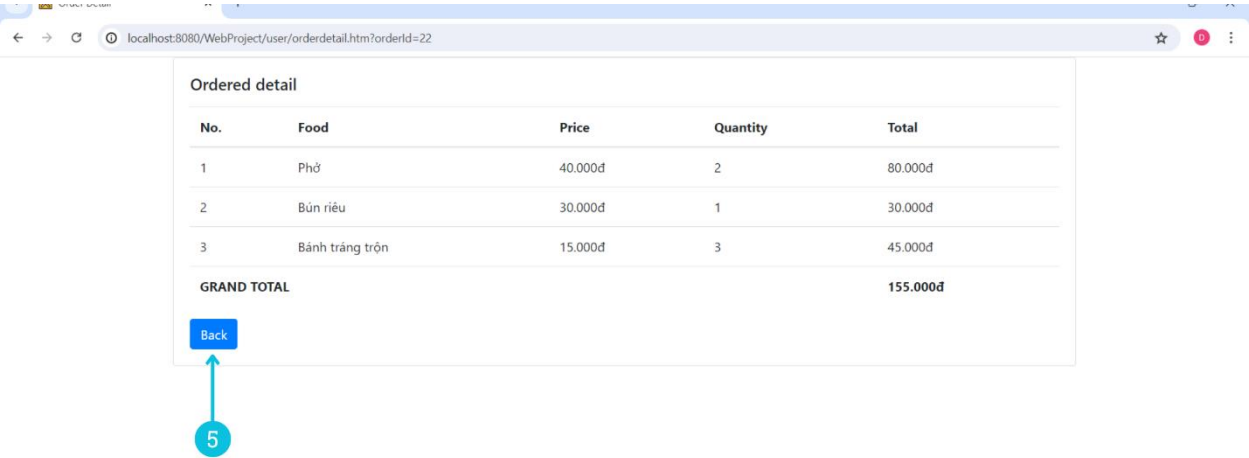 Order Detail
localhost:8080/WebProject/user/orderdetail.htm?orderId=22
D
Ordered detail
No. Food Price Quantity Total
1 Phở 40.000đ 2 80.000đ
2 Bún riêu 30.000đ 1 30.000đ
3 Bánh tráng trộn 15.000đ 3 45.000đ
GRAND TOTAL 155.000đ
Back
5